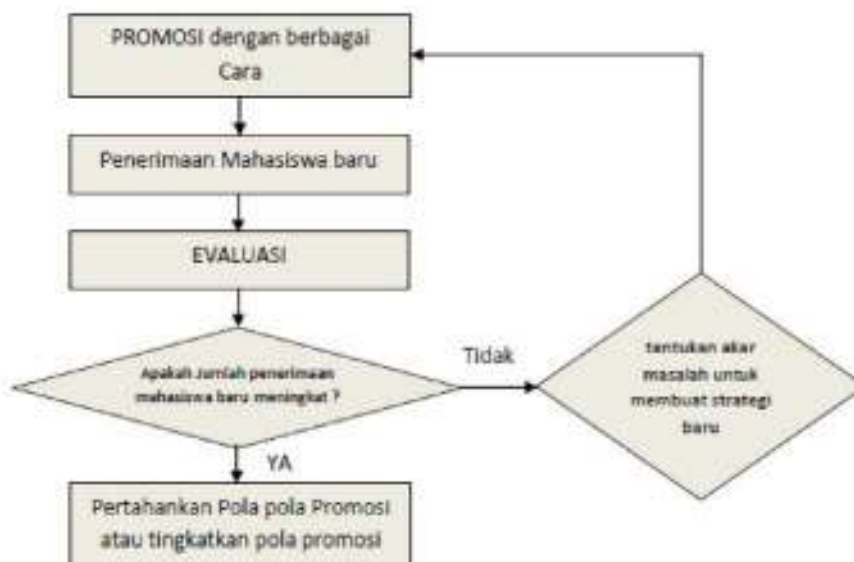 PROMOSI dengan berbagai
Cara
Penerimaan Mahasiswa baru
EVALUASI
Apakah Jumlah penerimaan
mahasiswa baru meningkat ?
Tidak
tentukan akar
masalah untuk
membuat strategi
baru
YA
Pertahankan Pola pola Promosi
atau tingkatkan pola promosi